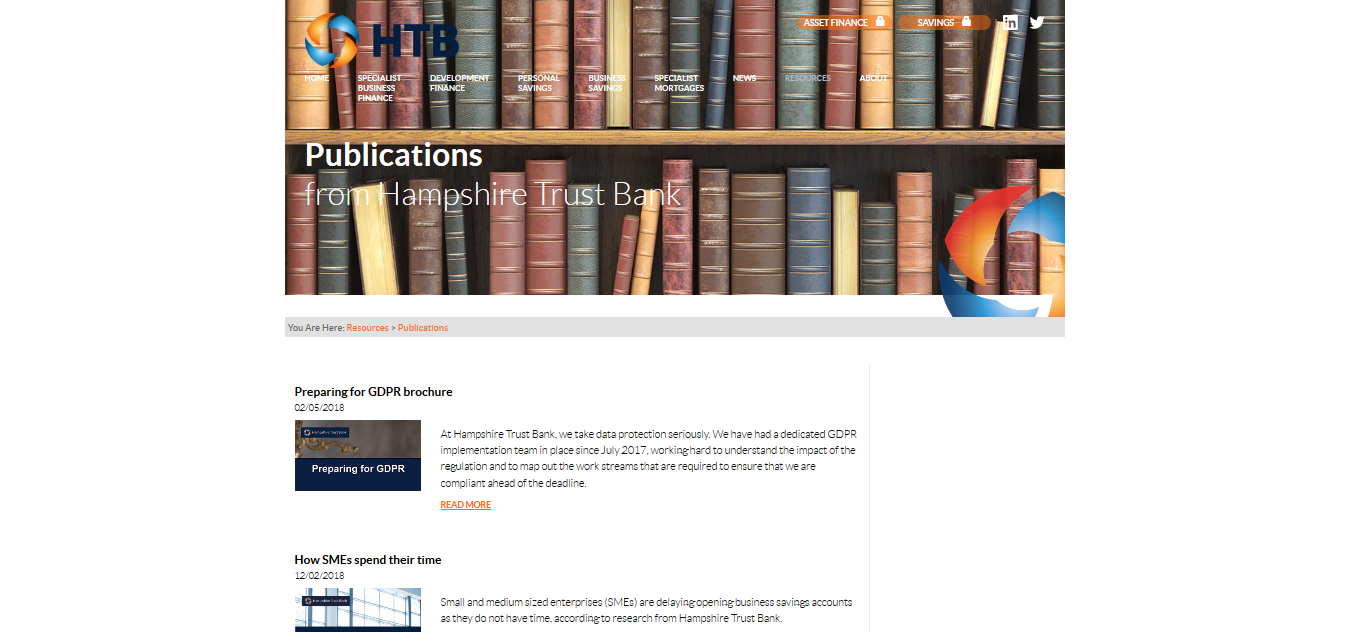 ASSET FINANCE
SAVINGS
in
HTB
HOME
SPECIALIST
BUSINESS
FINANCE
DEVELOPMENT
FINANCE
PERSONAL
SAVINGS
BUSINESS
SAVINGS
SPECIALIST
MORTGAGES
NEWS
RESOURCES
ABOUT
Publications
from Hampshire Trust Bank
You Are Here: Resources > Publications
Preparing for GDPR brochure
02/05/2018
Hampshire Trust Bank
Preparing for GDPR
At Hampshire Trust Bank, we take data protection seriously. We have had a dedicated GDPR
implementation team in place since July 2017, working hard to understand the impact of the
regulation and to map out the work streams that are required to ensure that we are
compliant ahead of the deadline.
READ MORE
How SMEs spend their time
12/02/2018
Hampshire Trust Bank
Small and medium sized enterprises (SMEs) are delaying opening business savings accounts
as they do not have time, according to research from Hampshire Trust Bank.